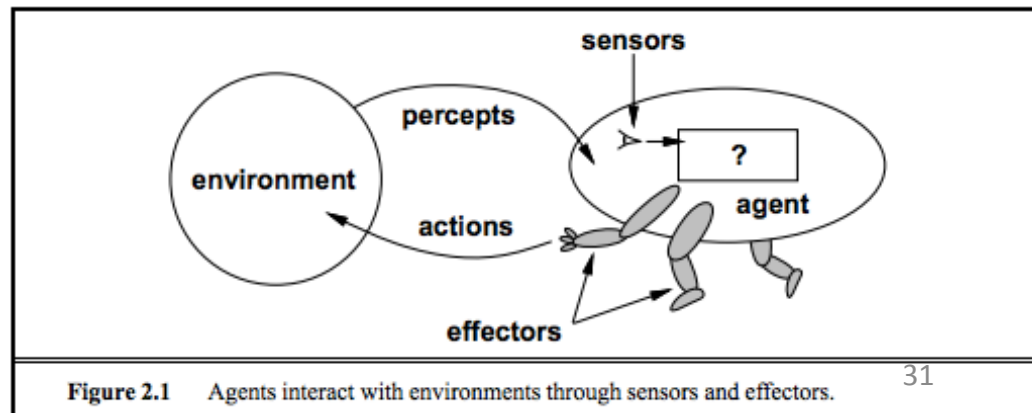 sensors
percepts
?
environment
agent
actions
effectors
31
Figure 2.1 Agents interact with environments through sensors and effectors.